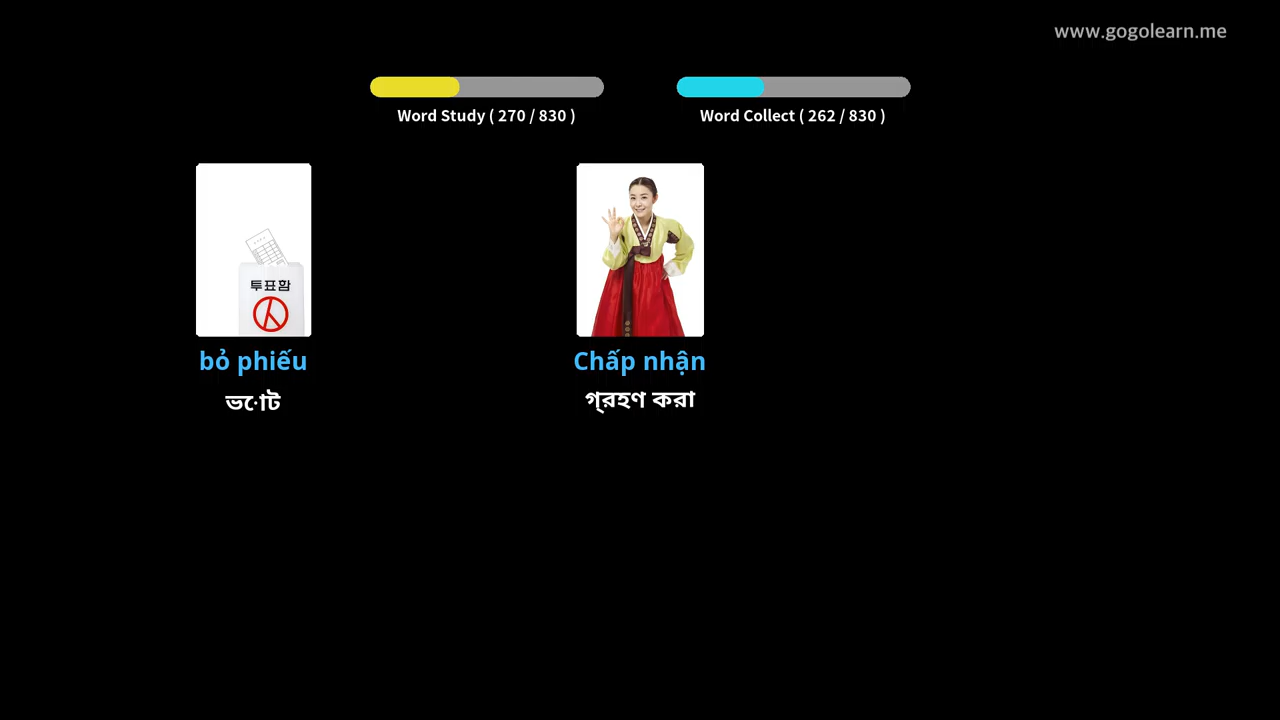 www.gogolearn.me
Word Study ( 270 / 830 )
Word Collect ( 262 / 830 )
투표함
bỏ phiếu
Chấp nhận
ভোট
গ্রহণ করা